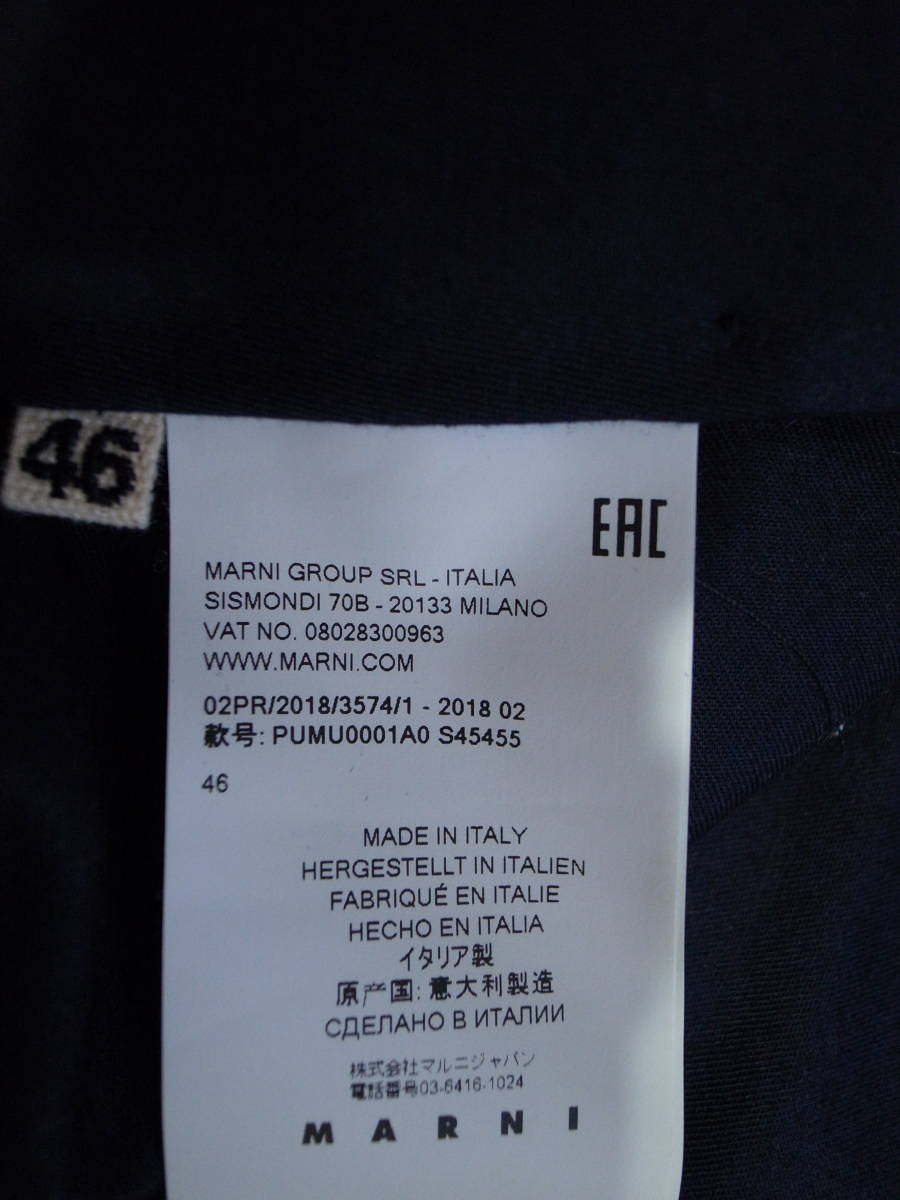 46
EAC
MARNI GROUP SRL - ITALIA
SISMONDI 70B - 20133 MILANO
VAT NO. 08028300963
WWW.MARNI.COM
02PR/2018/3574/1 - 2018 02
款号: PUMU0001A0 S45455
46
MADE IN ITALY
HERGESTELLT IN ITALIEN
FABRIQUÉ EN ITALIE
HECHO EN ITALIA
イタリア製
原产国: 意大利製造
СДЕЛАНО В ИТАЛИИ
株式会社マルニジャパン
電話番号03-6416-1024
MARNI